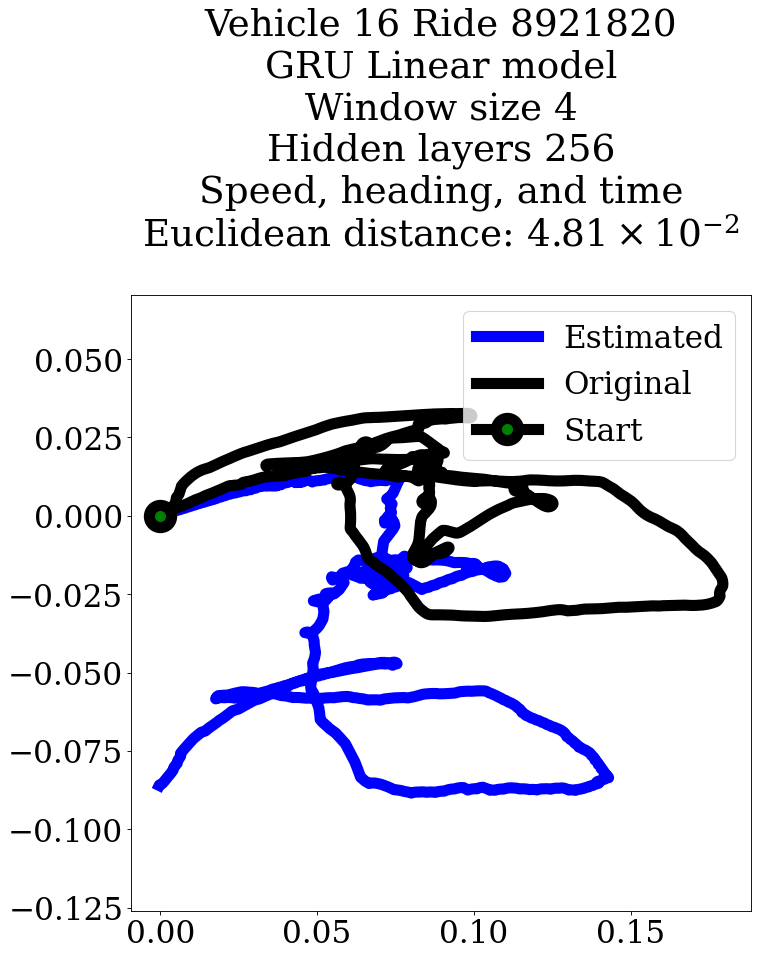 Vehicle 16 Ride 8921820
GRU Linear model
Window size 4
Hidden layers 256
Speed, heading, and time
Euclidean distance: 4.81 × 10⁻²
Estimated
Original
Start
0.050
0.025
0.000
−0.025
−0.050
−0.075
−0.100
−0.125
0.00 0.05 0.10 0.15